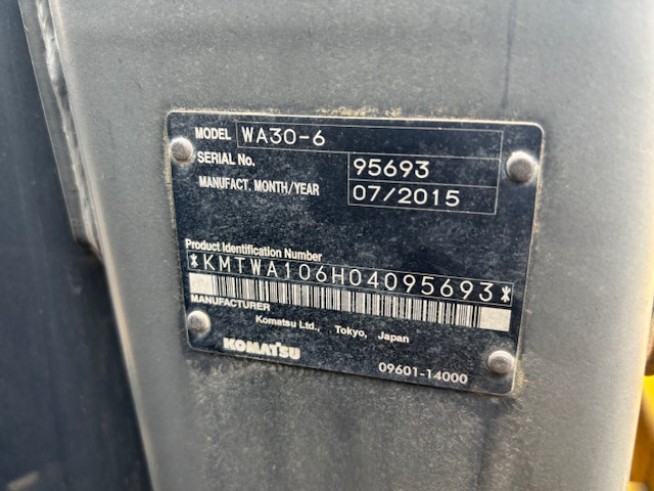 MODEL WA30-6
SERIAL No. 95693
MANUFACT. MONTH/YEAR 07/2015
Product Identification Number
*KMTWA106H04095693*
MANUFACTURER
Komatsu Ltd., Tokyo, Japan
KOMATSU
09601-14000